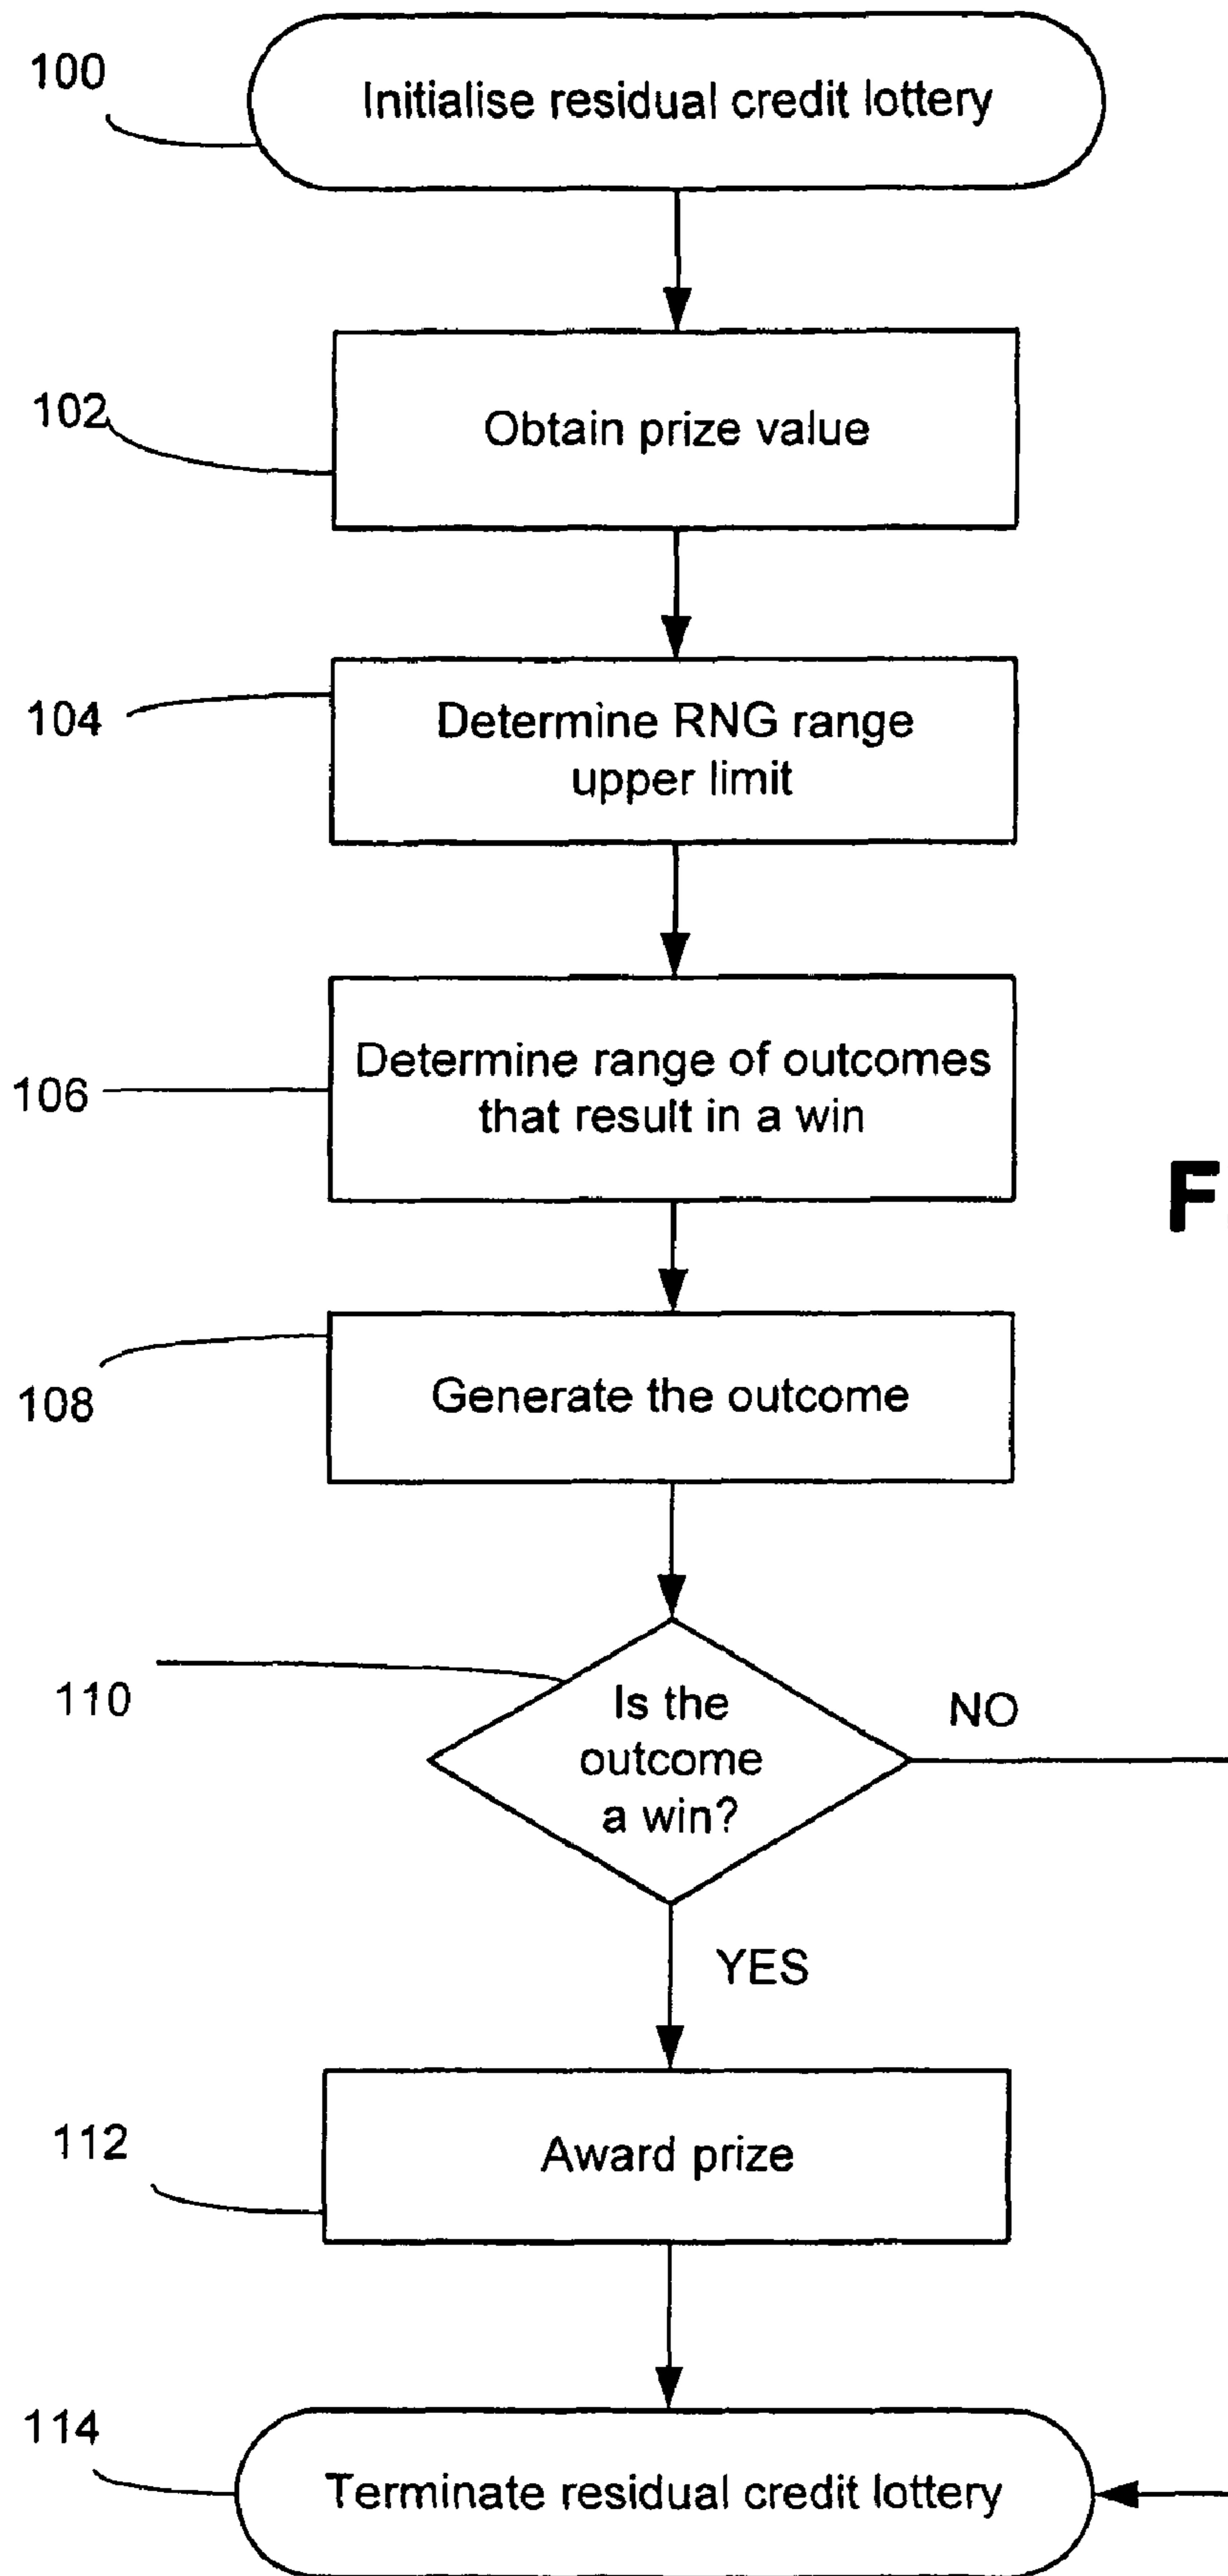 100
Initialise residual credit lottery
102
Obtain prize value
104
Determine RNG range
upper limit
106
Determine range of outcomes
that result in a win
F
108
Generate the outcome
110
Is the
outcome
a win?
NO
YES
112
Award prize
114
Terminate residual credit lottery